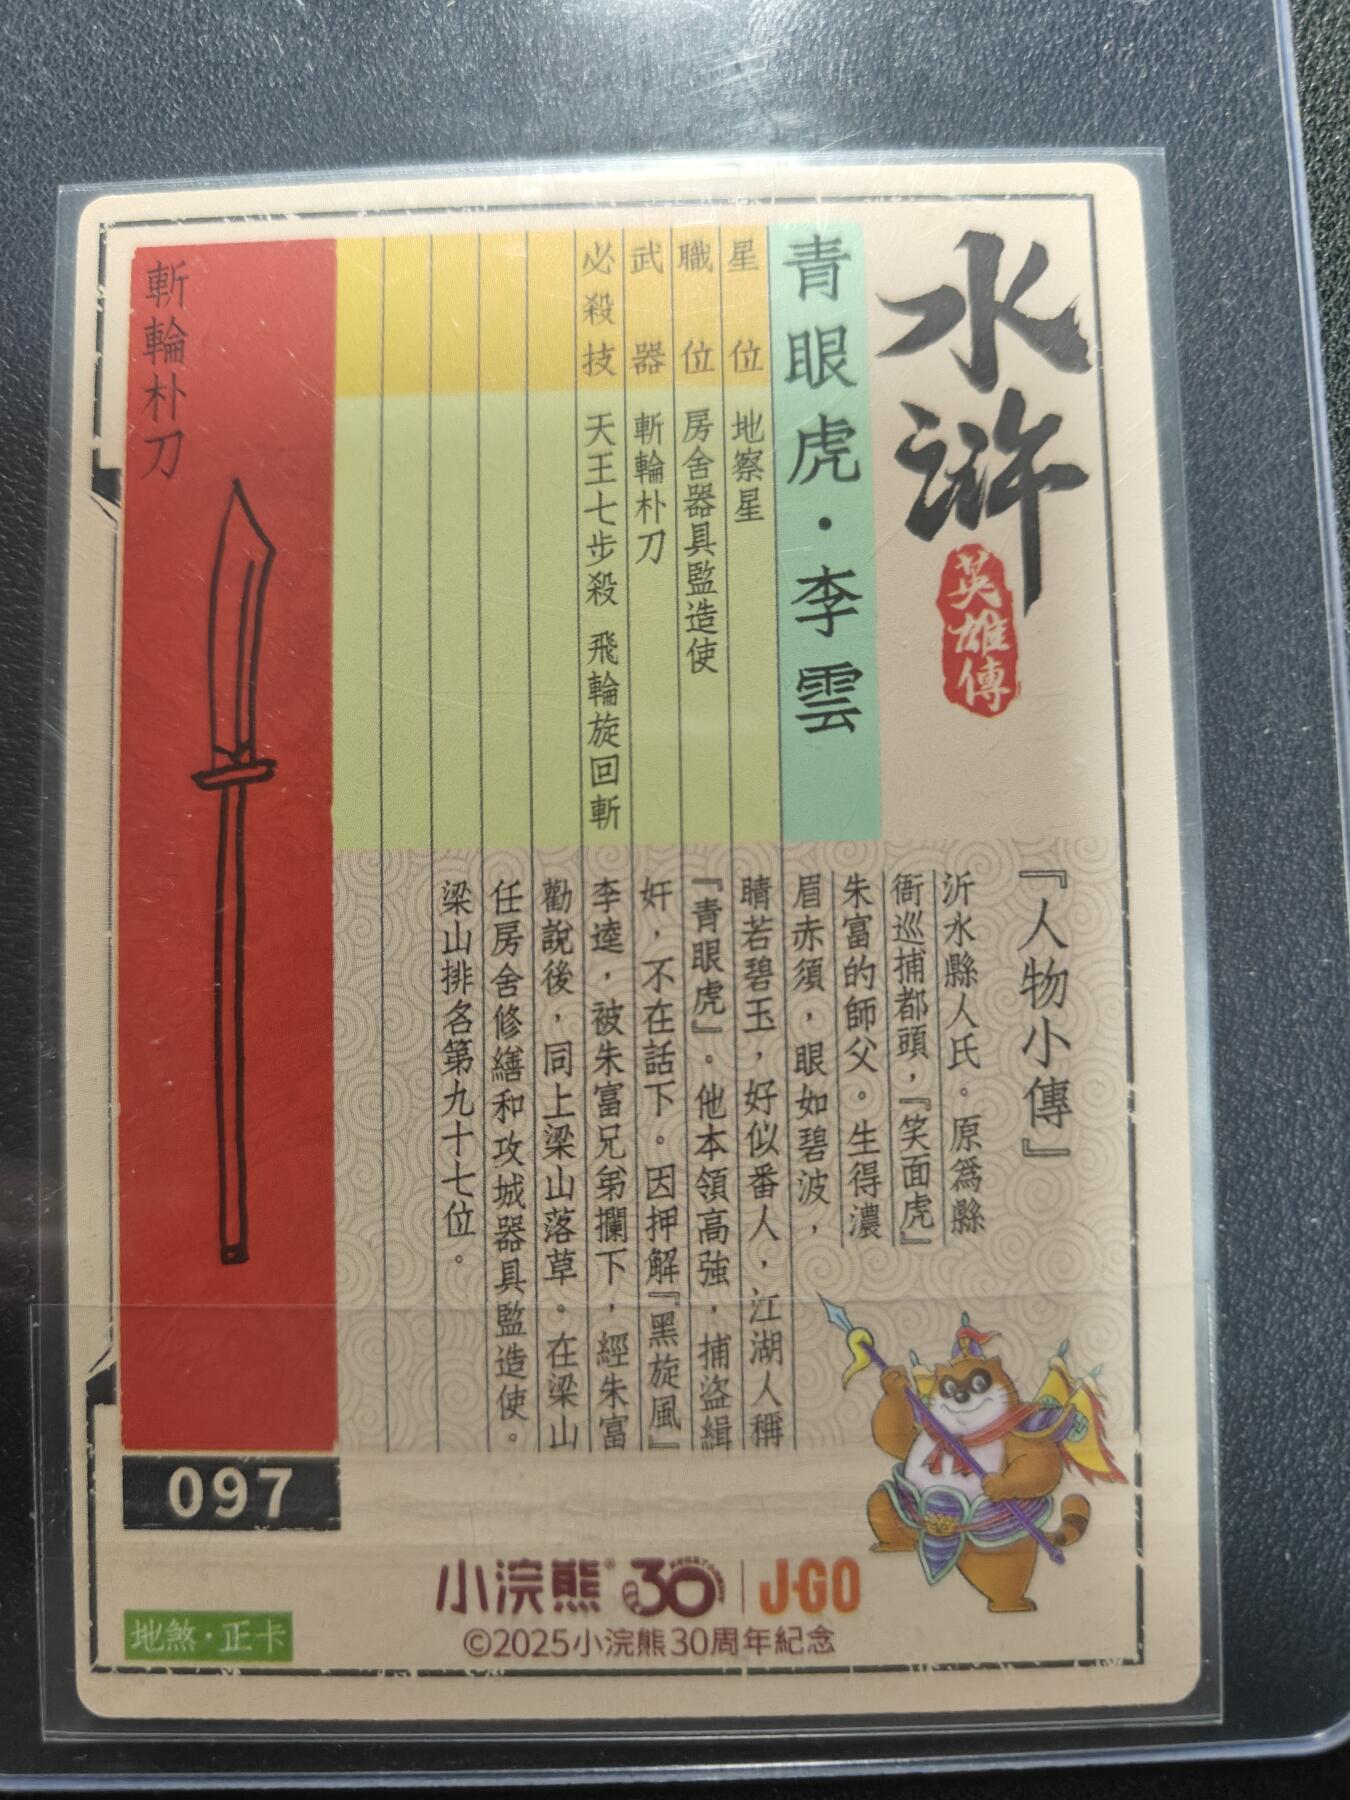 水滸
英雄傳
青眼虎·李雲
星位 地察星
職位 房舍器具監造使
武器 斬輪朴刀
必殺技 天王七步殺 飛輪旋回斬
斬輪朴刀
『人物小傳』
沂水縣人氏。原爲縣
衙巡捕都頭,『笑面虎』
朱富的師父。生得濃
眉赤須,眼如碧波,
睛若碧玉,好似番人,江湖人稱
『青眼虎』。他本領高強,捕盜緝
奸,不在話下。因押解『黑旋風』
李逵,被朱富兄弟攔下,經朱富
勸說後,同上梁山落草。在梁山
任房舍修繕和攻城器具監造使。
梁山排名第九十七位。
097
小浣熊® 30 | J·GO
©2025小浣熊30周年紀念
地煞·正卡